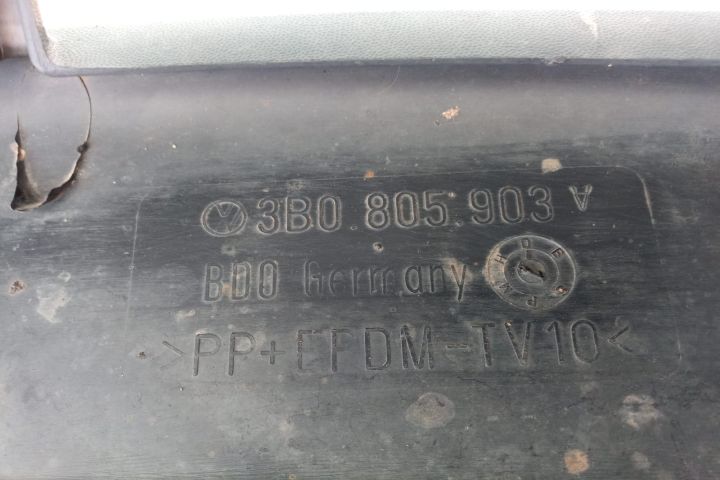 3B0 805 903 A
BDO Germany
>PP+EPDM-TV10<